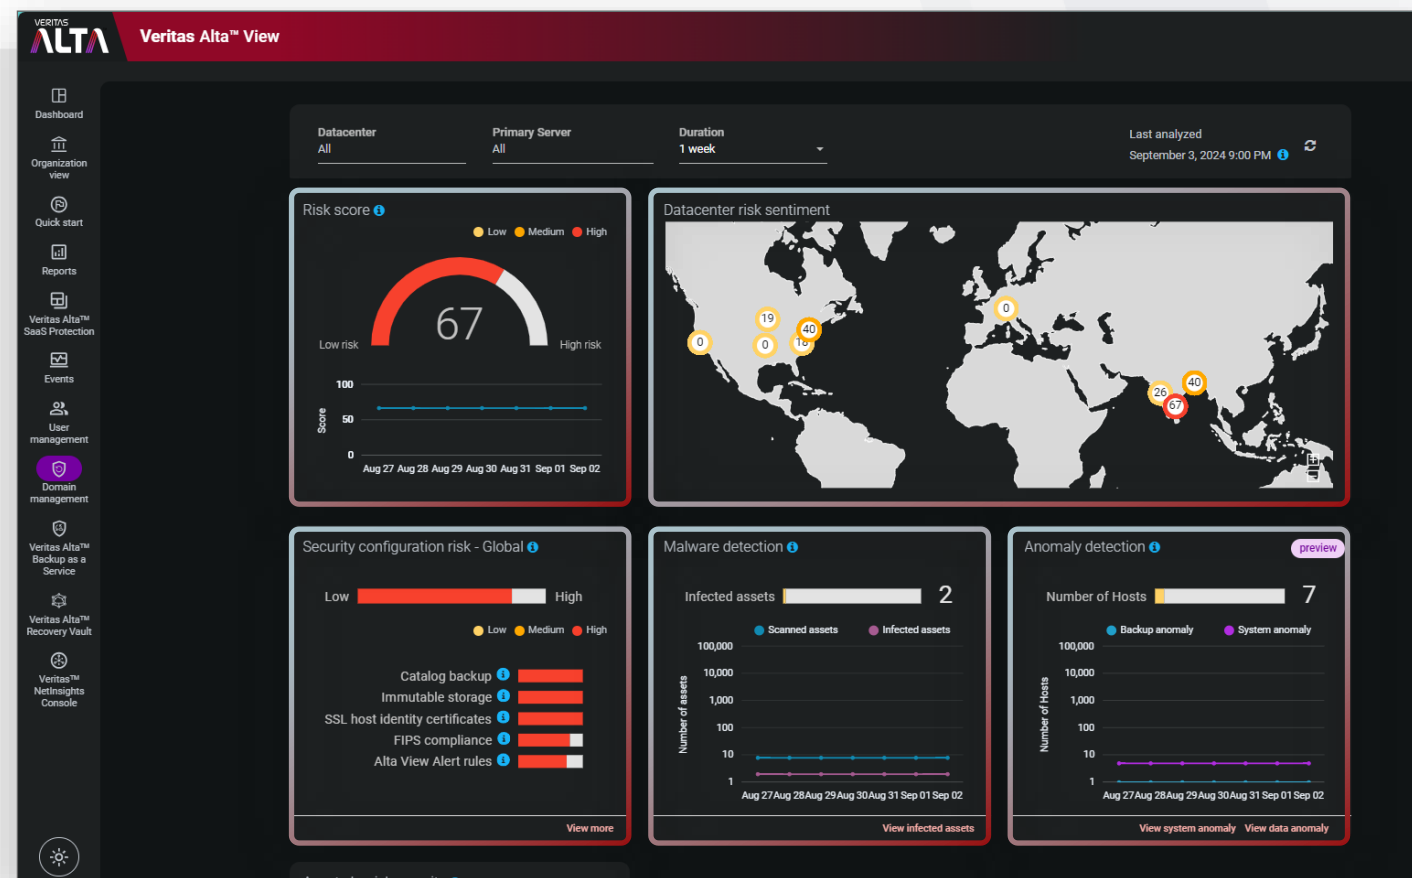 VERITAS
ALTA
Veritas Alta™ View
Dashboard
Organization
view
Quick start
Reports
Veritas Alta™
SaaS Protection
Events
User
management
Domain
management
Veritas Alta™
Backup as a
Service
Veritas Alta™
Recovery Vault
Veritas™
NetInsights
Console
Datacenter
All
Primary Server
All
Duration
1 week
Last analyzed
September 3, 2024 9:00 PM
Risk score
Low Medium High
67
Low risk High risk
100
50
0
Score
Aug 27 Aug 28 Aug 29 Aug 30 Aug 31 Sep 01 Sep 02
Datacenter risk sentiment
0
19
40
0
0
18
40
26
67
Security configuration risk - Global
Low High
Low Medium High
Catalog backup
Immutable storage
SSL host identity certificates
FIPS compliance
Alta View Alert rules
View more
Malware detection
Infected assets 2
Scanned assets Infected assets
100,000
10,000
1,000
100
10
1
Number of assets
Aug 27 Aug 28 Aug 29 Aug 30 Aug 31 Sep 01 Sep 02
View infected assets
Anomaly detection
preview
Number of Hosts 7
Backup anomaly System anomaly
100,000
10,000
1,000
100
10
1
Number of Hosts
Aug 27 Aug 28 Aug 29 Aug 30 Aug 31 Sep 01 Sep 02
View system anomaly View data anomaly